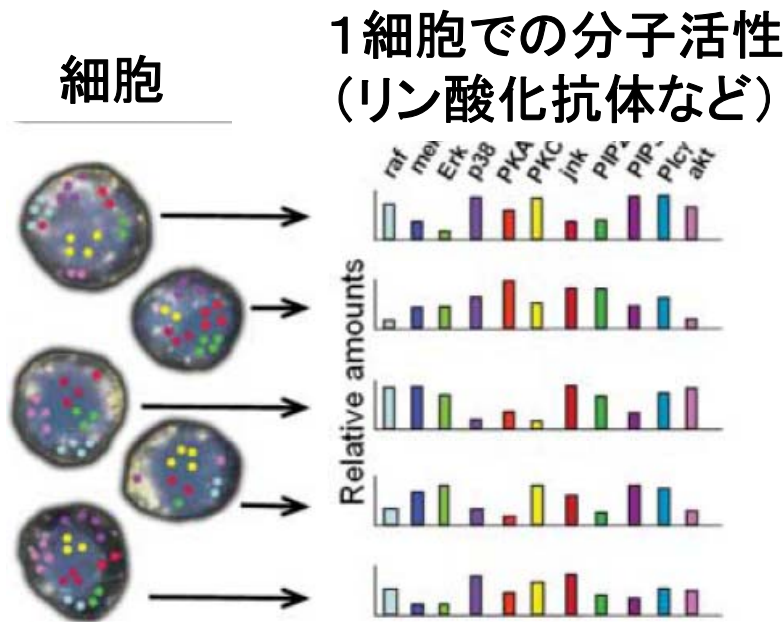 細胞
1細胞での分子活性
(リン酸化抗体など)
raf
Erk
p38
PKA
PKC
jnk
akt
Relative amounts